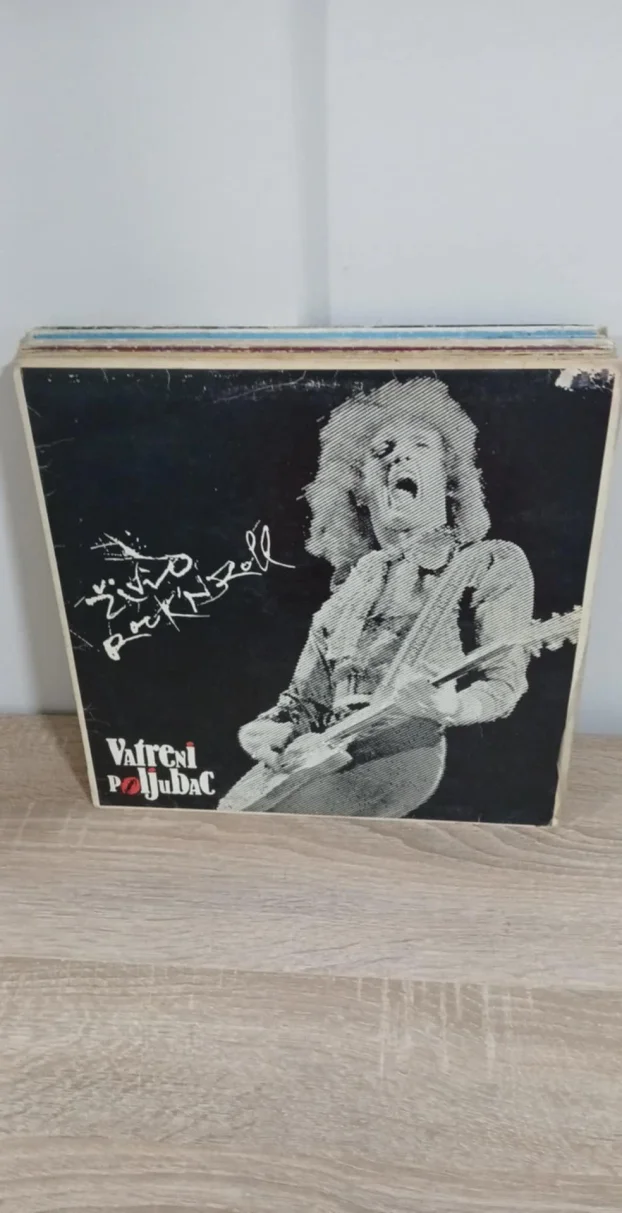 Živio
Rock'n'Roll
Vatreni
Poljubac